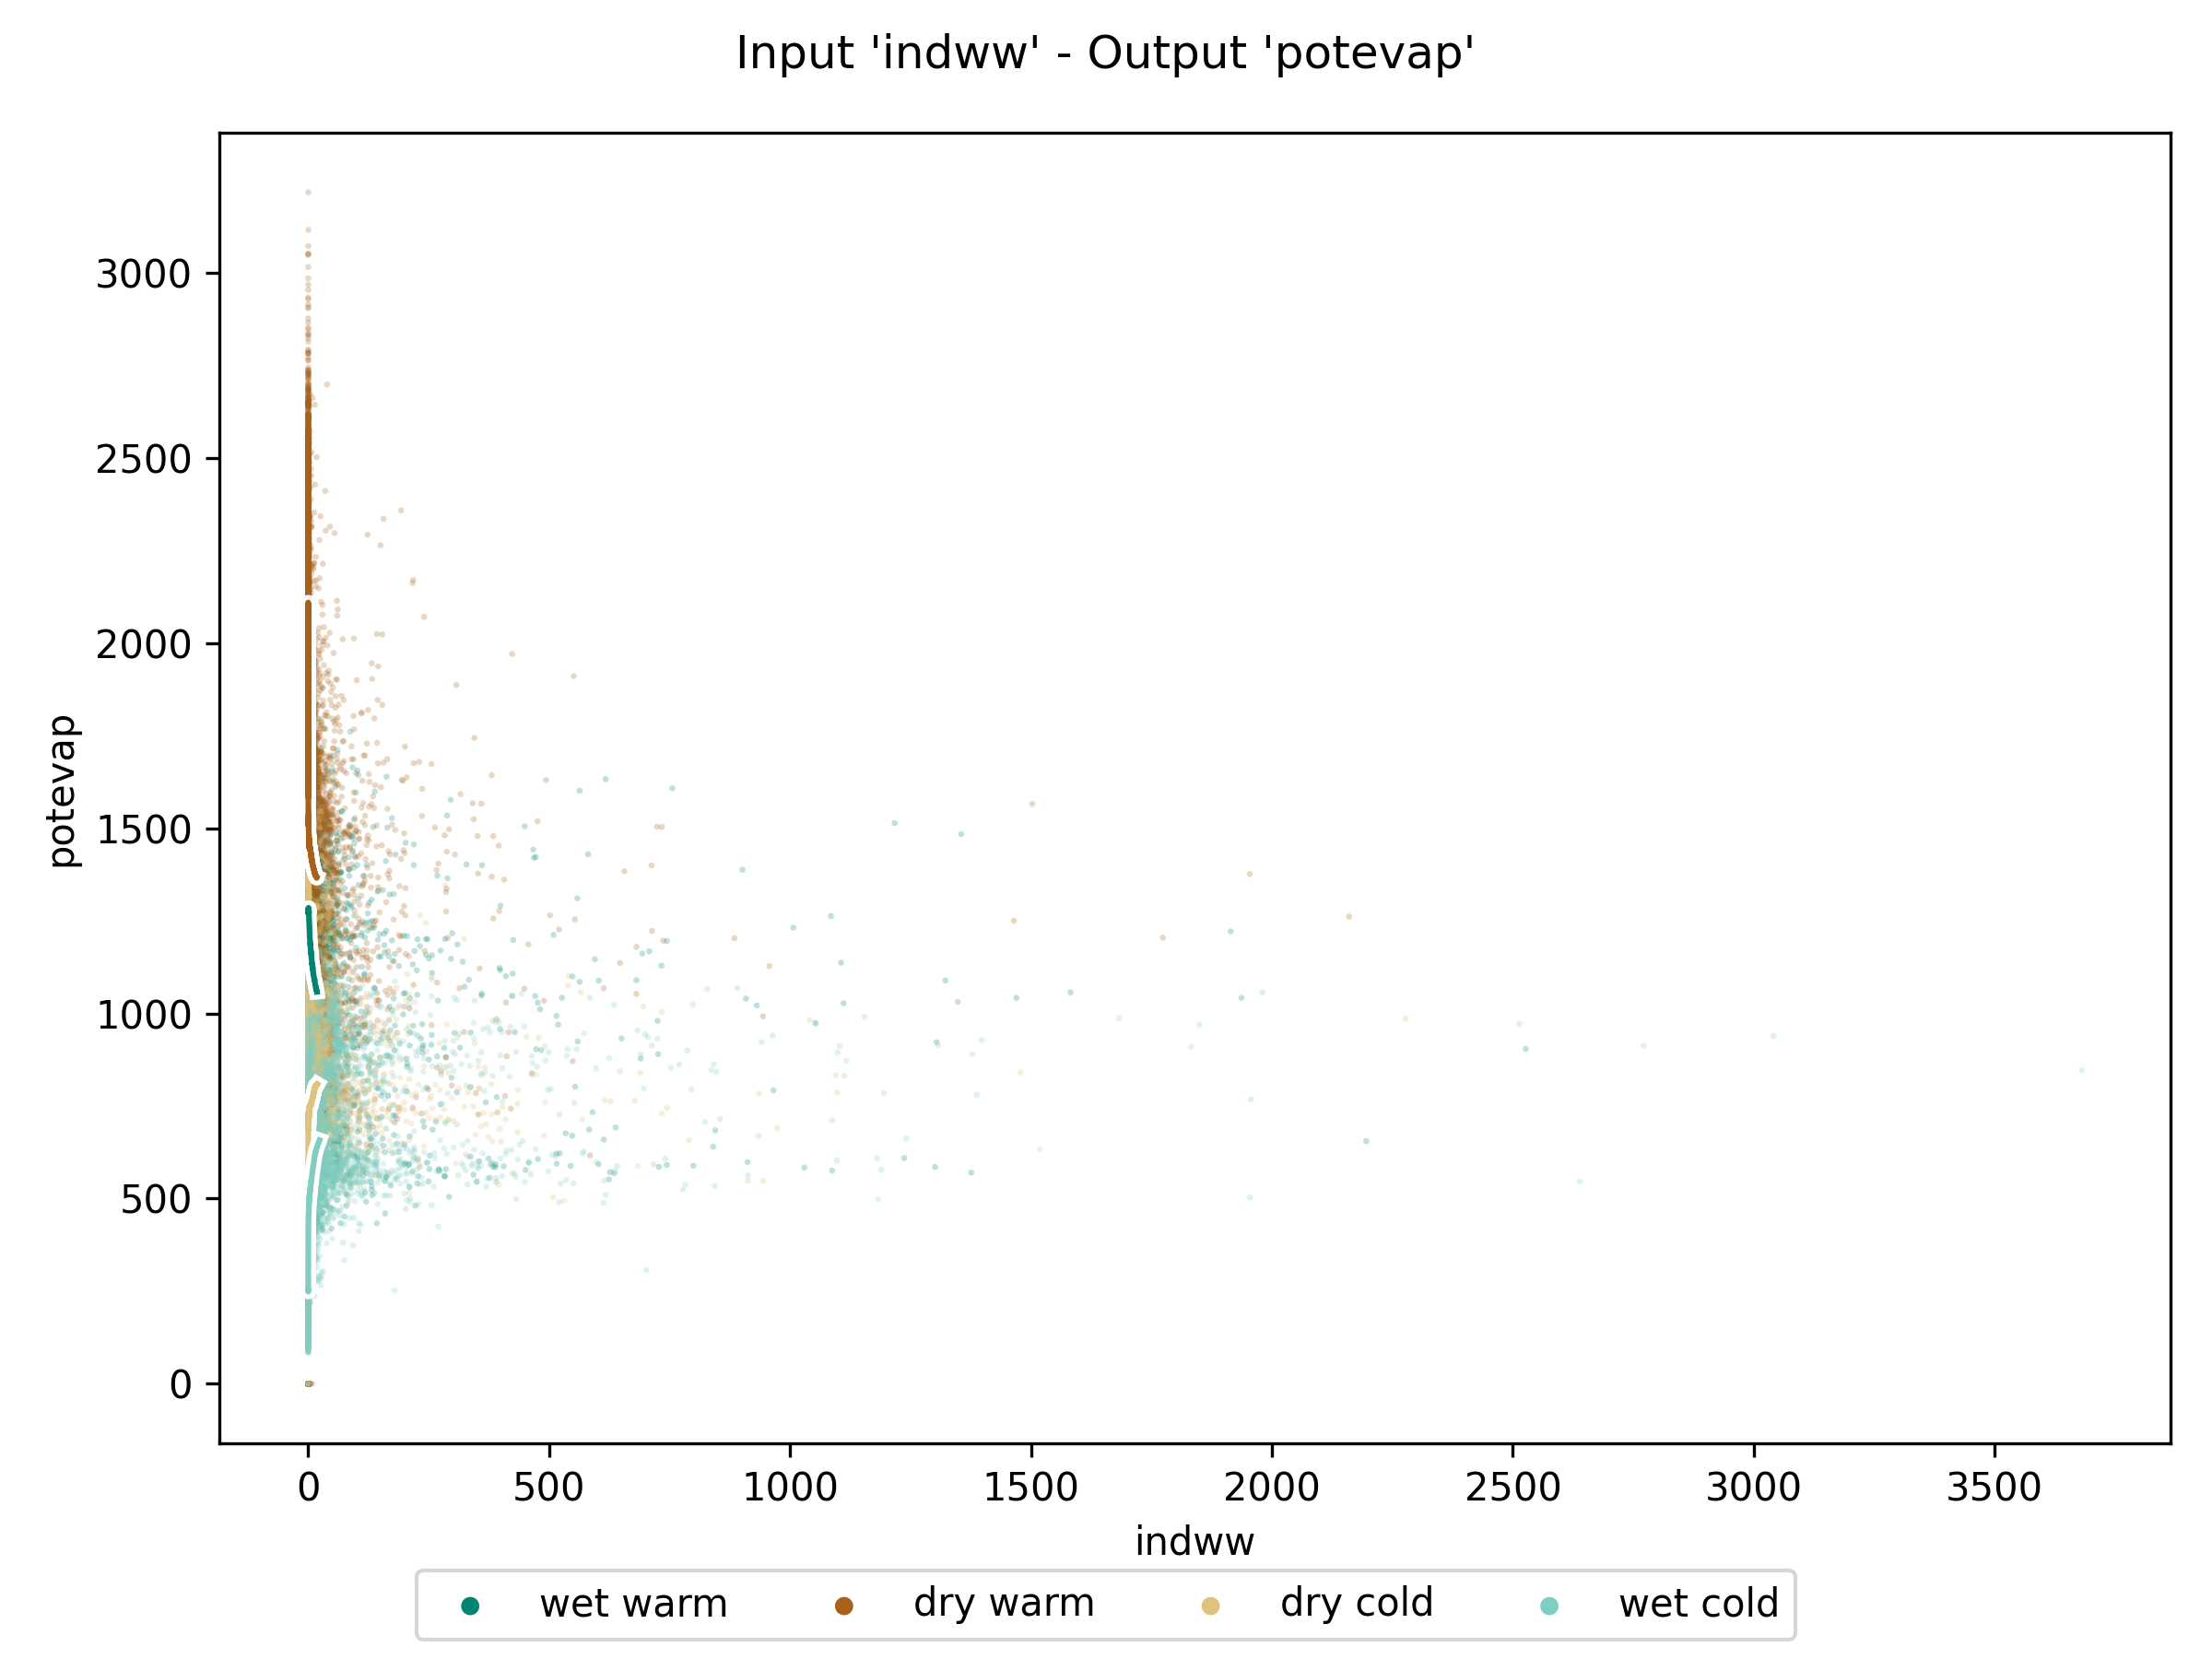 Input 'indww' - Output 'potevap'
potevap
3000
2500
2000
1500
1000
500
0
0 500 1000 1500 2000 2500 3000 3500
indww
wet warm dry warm dry cold wet cold